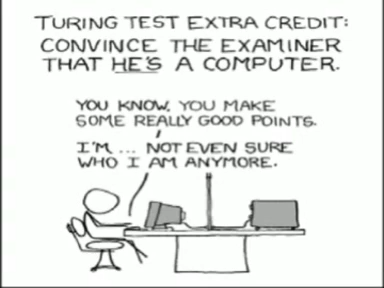 TURING TEST EXTRA CREDIT:
CONVINCE THE EXAMINER
THAT HE'S A COMPUTER.
YOU KNOW, YOU MAKE
SOME REALLY GOOD POINTS.
I'M ... NOT EVEN SURE
WHO I AM ANYMORE.